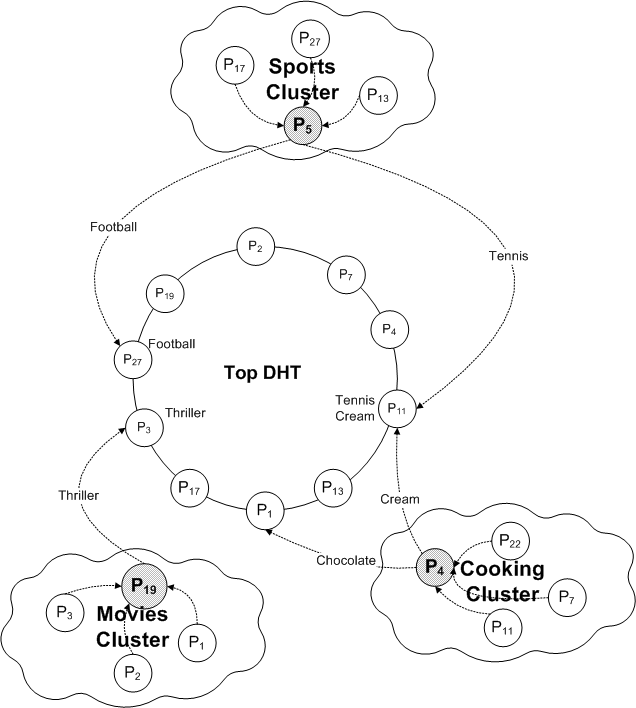 P27
P17
Sports
Cluster
P13
P5
Football
Tennis
P2
P7
P19
P4
Football
P27
Top DHT
Tennis
Cream
P11
Thriller
P3
P17
P13
P1
Thriller
Cream
Chocolate
P22
P4
Cooking
Cluster
P7
P11
P19
P3
Movies
Cluster
P1
P2